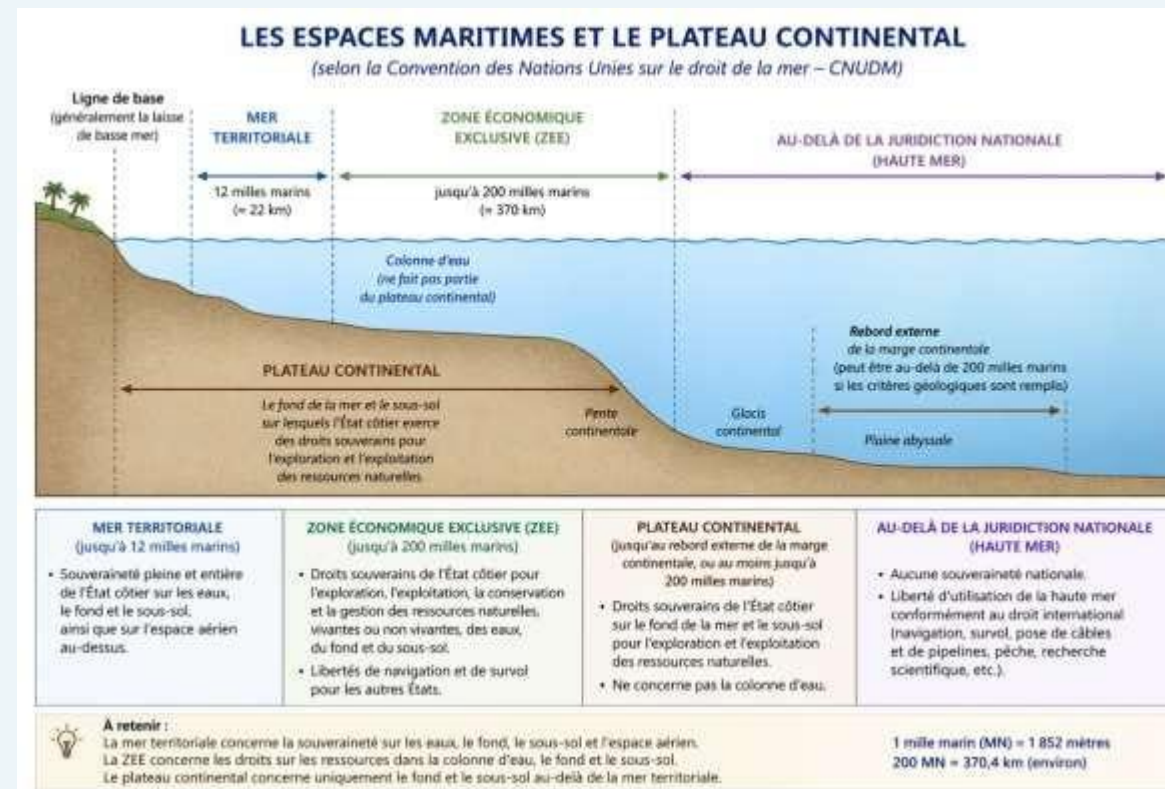 LES ESPACES MARITIMES ET LE PLATEAU CONTINENTAL
(selon la Convention des Nations Unies sur le droit de la mer – CNUDM)
Ligne de base
(généralement la laisse
de basse mer)
MER
TERRITORIALE
12 milles marins
(≈ 22 km)
ZONE ÉCONOMIQUE
EXCLUSIVE (ZEE)
jusqu'à 200 milles marins
(≈ 370 km)
AU-DELÀ DE LA JURIDICTION NATIONALE
(HAUTE MER)
Colonne d'eau
(ne fait pas partie
du plateau continental)
PLATEAU CONTINENTAL
Le fond de la mer et le sous-sol
sur lesquels l'État côtier exerce
des droits souverains pour
l'exploration et l'exploitation
des ressources naturelles.
Pente
continentale
Glacis
continental
Rebord externe
de la marge continentale
(peut être au-delà de 200 milles marins
si les critères géologiques sont remplis)
Plaine abyssale
MER TERRITORIALE
(jusqu'à 12 milles marins)
• Souveraineté pleine et entière
de l'État côtier sur les eaux,
le fond et le sous-sol,
ainsi que sur l'espace aérien
au-dessus.
ZONE ÉCONOMIQUE EXCLUSIVE (ZEE)
(jusqu'à 200 milles marins)
• Droits souverains de l'État côtier pour
l'exploration, l'exploitation, la conservation
et la gestion des ressources naturelles,
vivantes ou non vivantes, des eaux,
du fond et du sous-sol.
• Libertés de navigation et de survol
pour les autres États.
PLATEAU CONTINENTAL
(jusqu'au rebord externe de la marge
continentale, ou au moins jusqu'à
200 milles marins)
• Droits souverains de l'État côtier
sur le fond de la mer et le sous-sol
pour l'exploration et l'exploitation
des ressources naturelles.
• Ne concerne pas la colonne d'eau.
AU-DELÀ DE LA JURIDICTION NATIONALE
(HAUTE MER)
• Aucune souveraineté nationale.
• Liberté d'utilisation de la haute mer
conformément au droit international
(navigation, survol, pose de câbles
et de pipelines, pêche, recherche
scientifique, etc.).
À retenir :
La mer territoriale concerne la souveraineté sur les eaux, le fond, le sous-sol et l'espace aérien.
La ZEE concerne les droits sur les ressources dans la colonne d'eau, le fond et le sous-sol.
Le plateau continental concerne uniquement le fond et le sous-sol au-delà de la mer territoriale.
1 mille marin (MN) = 1 852 mètres
200 MN = 370,4 km (environ)